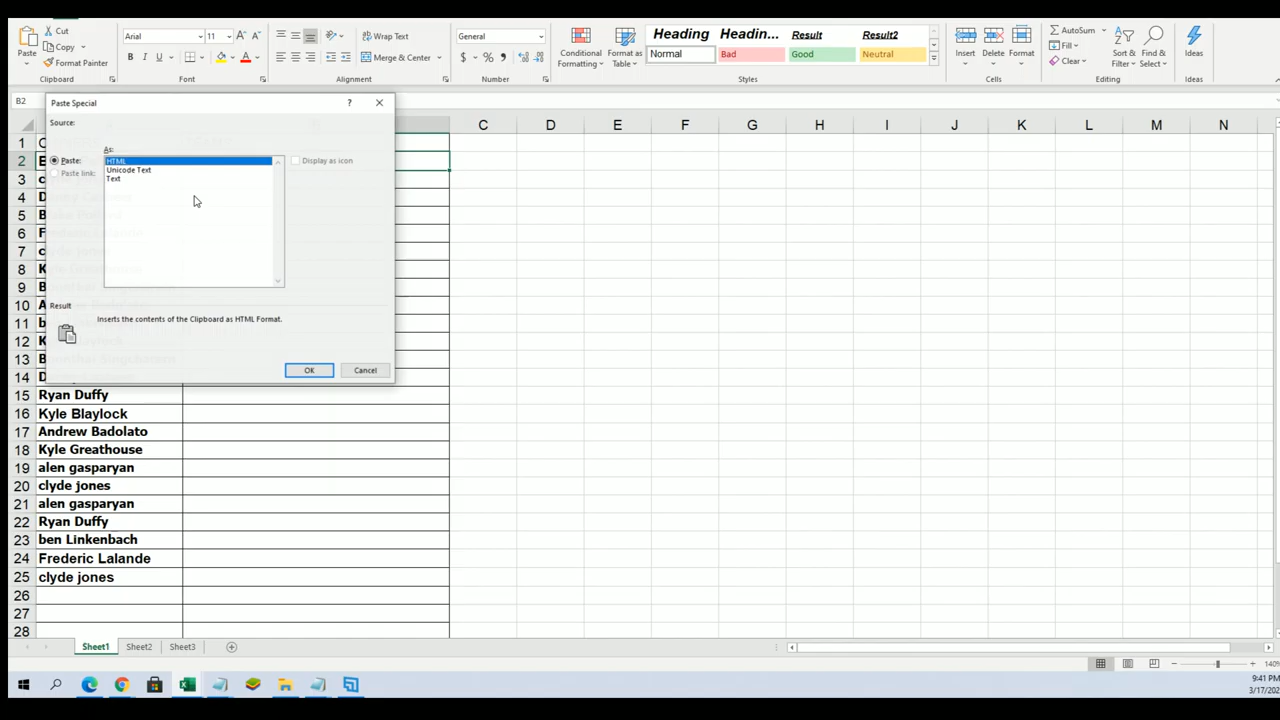 Cut
Copy
Format Painter
Paste
Clipboard
Arial
11
B I U
Font
Wrap Text
Merge & Center
Alignment
General
$ % ,
Number
Conditional Formatting
Format as Table
Heading
Headin...
Result
Result2
Normal
Bad
Good
Neutral
Styles
Insert
Delete
Format
Cells
AutoSum
Fill
Clear
Sort & Filter
Find & Select
Editing
Ideas
Ideas
B2
Paste Special
?
Source:
As:
Paste:
Paste link:
HTML
Unicode Text
Text
Display as icon
Result
Inserts the contents of the Clipboard as HTML Format.
OK
Cancel
C D E F G H I J K L M N
1
2
3
4
5
6
7
8
9
10
11
12
13
14
15 Ryan Duffy
16 Kyle Blaylock
17 Andrew Badolato
18 Kyle Greathouse
19 alen gasparyan
20 clyde jones
21 alen gasparyan
22 Ryan Duffy
23 ben Linkenbach
24 Frederic Lalande
25 clyde jones
26
27
28
Sheet1 Sheet2 Sheet3
140%
9:41 PM
3/17/202